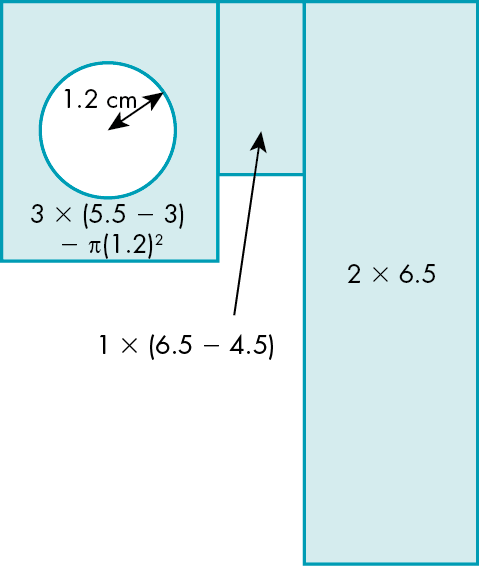 1.2 cm
3 × (5.5 − 3)
− π(1.2)²
2 × 6.5
1 × (6.5 − 4.5)